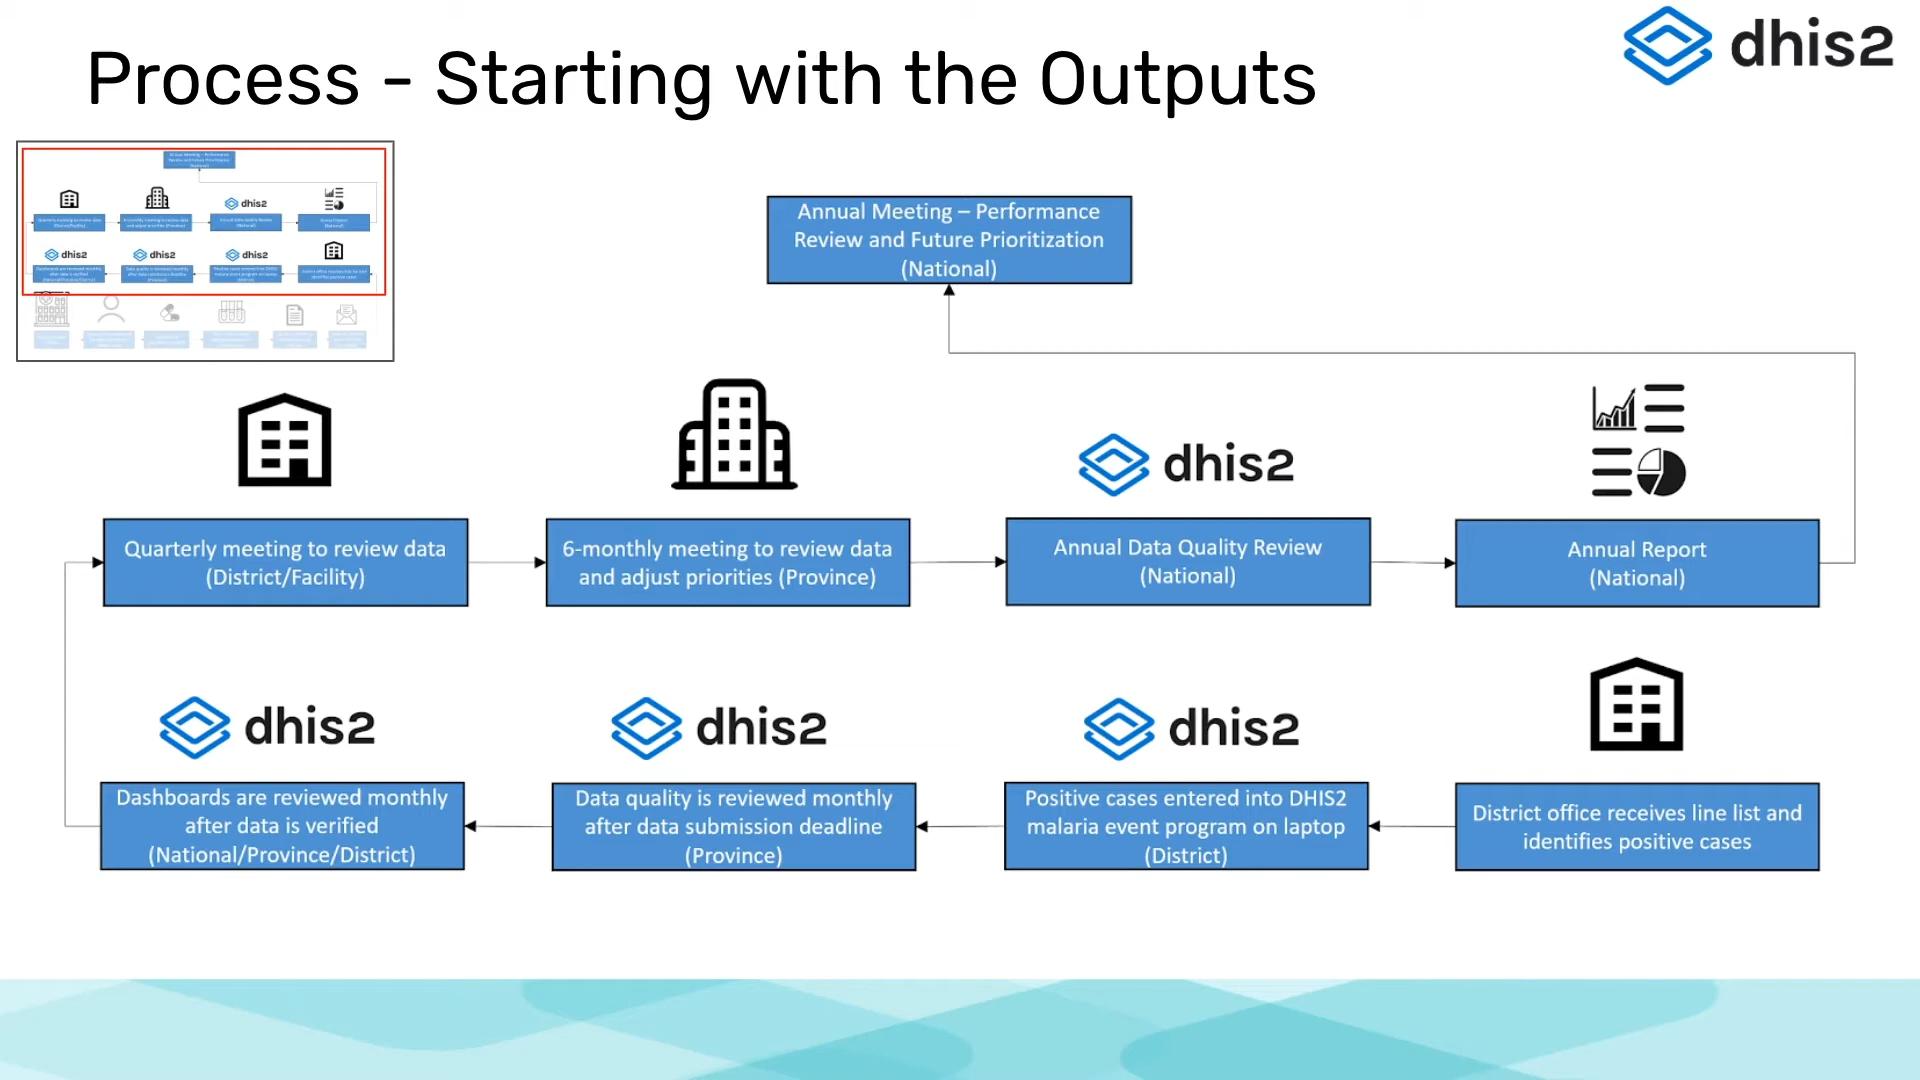 Process - Starting with the Outputs
dhis2
Annual Meeting – Performance
Review and Future Prioritization
(National)
dhis2
Quarterly meeting to review data
(District/Facility)
6-monthly meeting to review data
and adjust priorities (Province)
Annual Data Quality Review
(National)
Annual Report
(National)
dhis2
dhis2
dhis2
Dashboards are reviewed monthly
after data is verified
(National/Province/District)
Data quality is reviewed monthly
after data submission deadline
(Province)
Positive cases entered into DHIS2
malaria event program on laptop
(District)
District office receives line list and
identifies positive cases
dhis2
dhis2
dhis2
dhis2